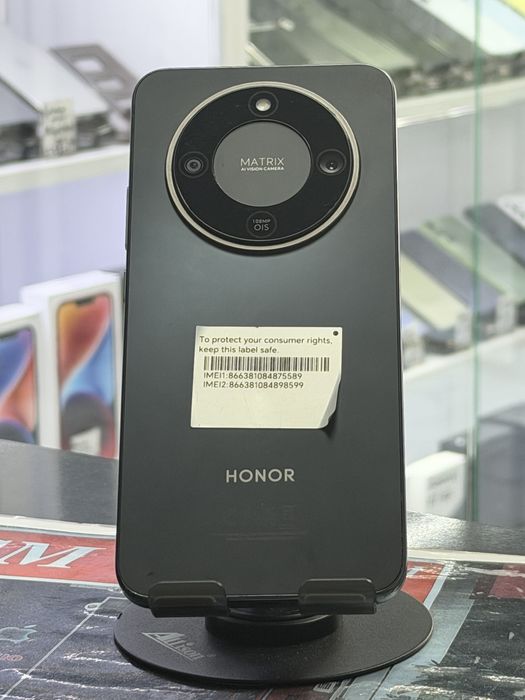 MATRIX
AI VISION CAMERA
108MP
OIS
To protect your consumer rights,
keep this label safe.
IMEI1:866381084875589
IMEI2:866381084898599
HONOR